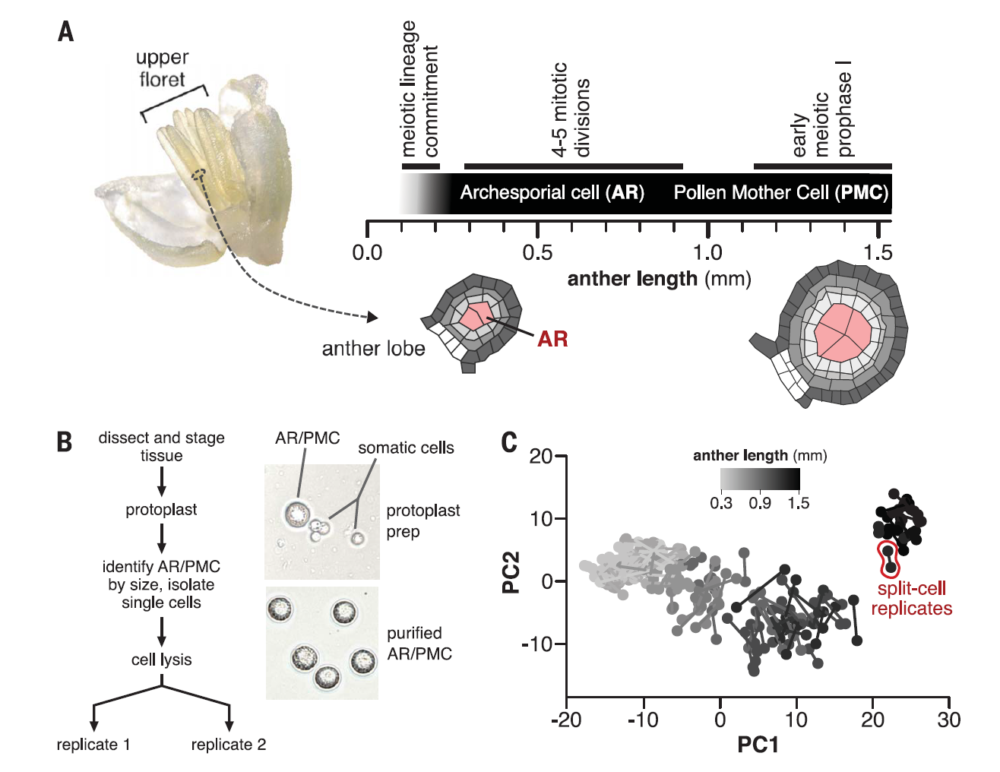 A
upper
floret
meiotic lineage
commitment
4-5 mitotic
divisions
early
meiotic
prophase I
Archesporial cell (AR)
Pollen Mother Cell (PMC)
0.0
0.5
1.0
1.5
anther length (mm)
anther lobe
AR
B
dissect and stage
tissue
protoplast
identify AR/PMC
by size, isolate
single cells
cell lysis
replicate 1
replicate 2
AR/PMC
somatic cells
protoplast
prep
purified
AR/PMC
C
anther length (mm)
0.3
0.9
1.5
20
10
0
-10
PC2
split-cell
replicates
-20
-10
0
10
20
30
PC1